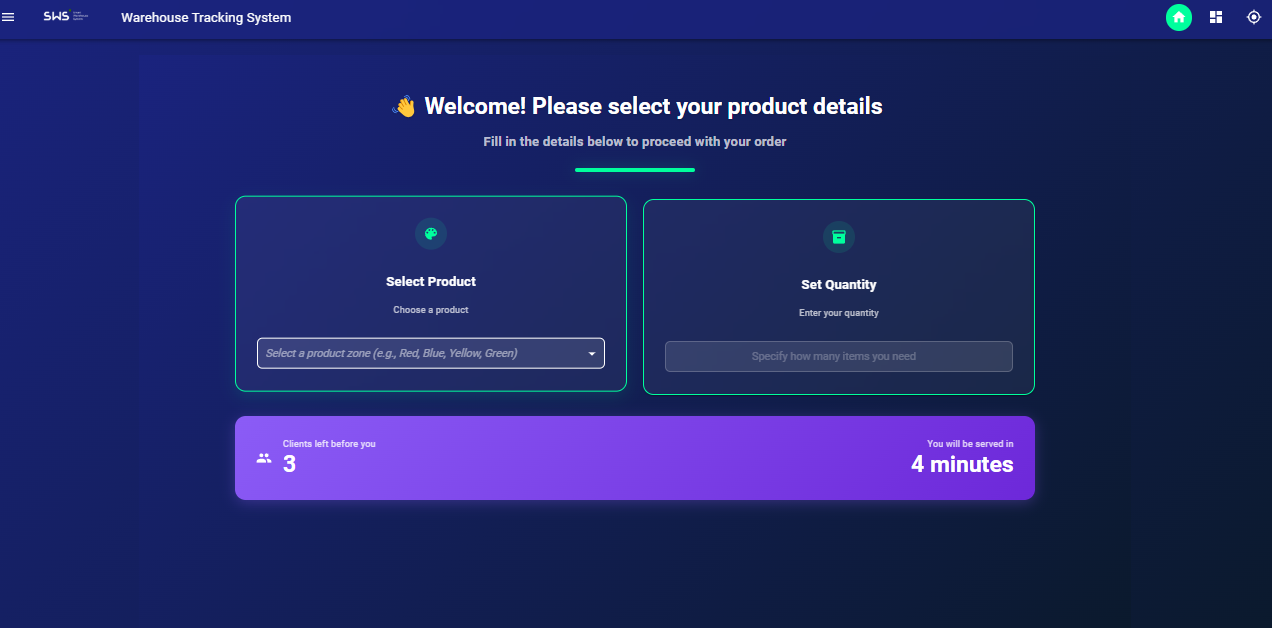 SWS
Warehouse Tracking System
👋 Welcome! Please select your product details
Fill in the details below to proceed with your order
Select Product
Choose a product
Select a product zone (e.g., Red, Blue, Yellow, Green)
Set Quantity
Enter your quantity
Specify how many items you need
Clients left before you
3
You will be served in
4 minutes